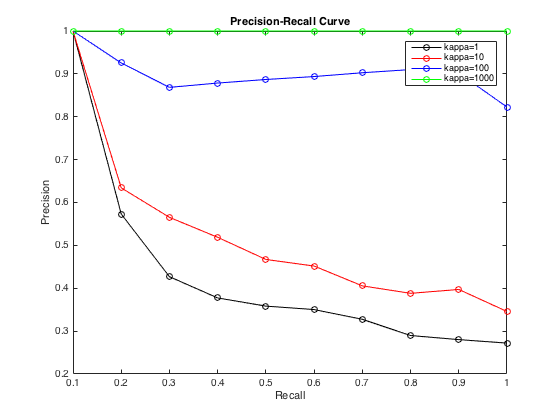 Precision-Recall Curve
kappa=1
kappa=10
kappa=100
kappa=1000
Precision
1
0.9
0.8
0.7
0.6
0.5
0.4
0.3
0.2
0.1 0.2 0.3 0.4 0.5 0.6 0.7 0.8 0.9 1
Recall